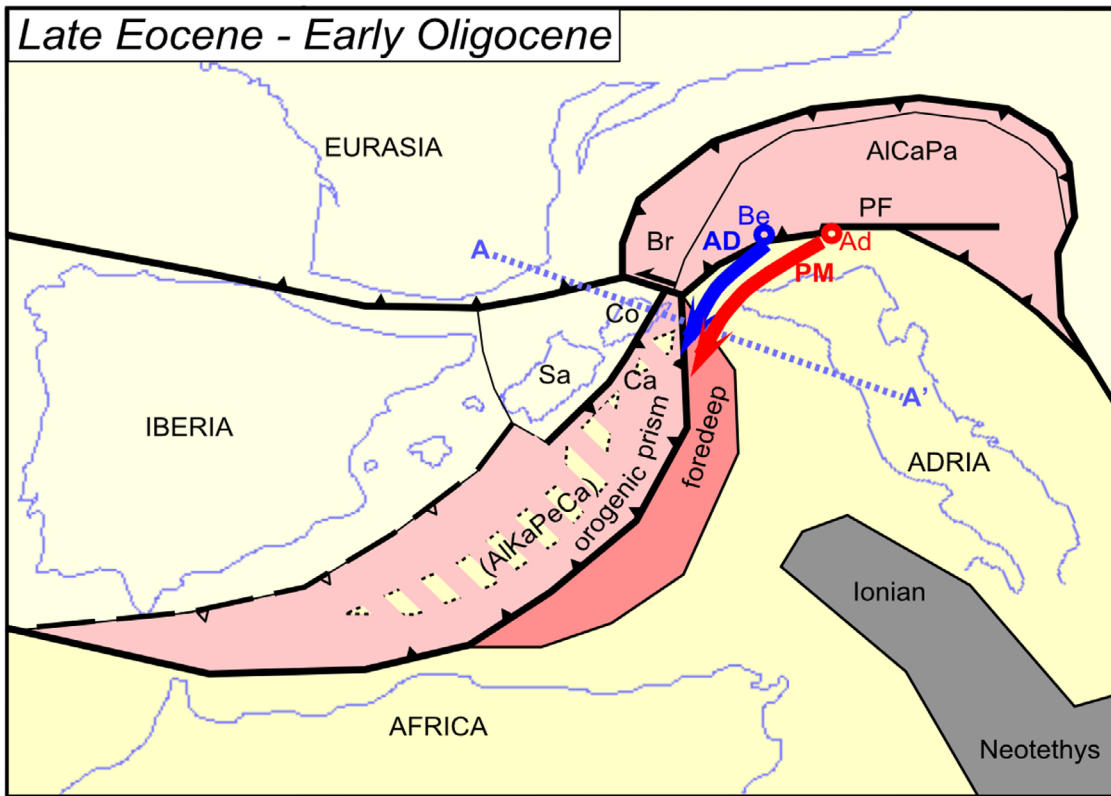 Late Eocene - Early Oligocene
EURASIA
AlCaPa
PF
Be
Ad
Br
AD
PM
A
Co
Sa
Ca
A'
IBERIA
ADRIA
foredeep
orogenic prism
(AlKaPeCa)
Ionian
AFRICA
Neotethys